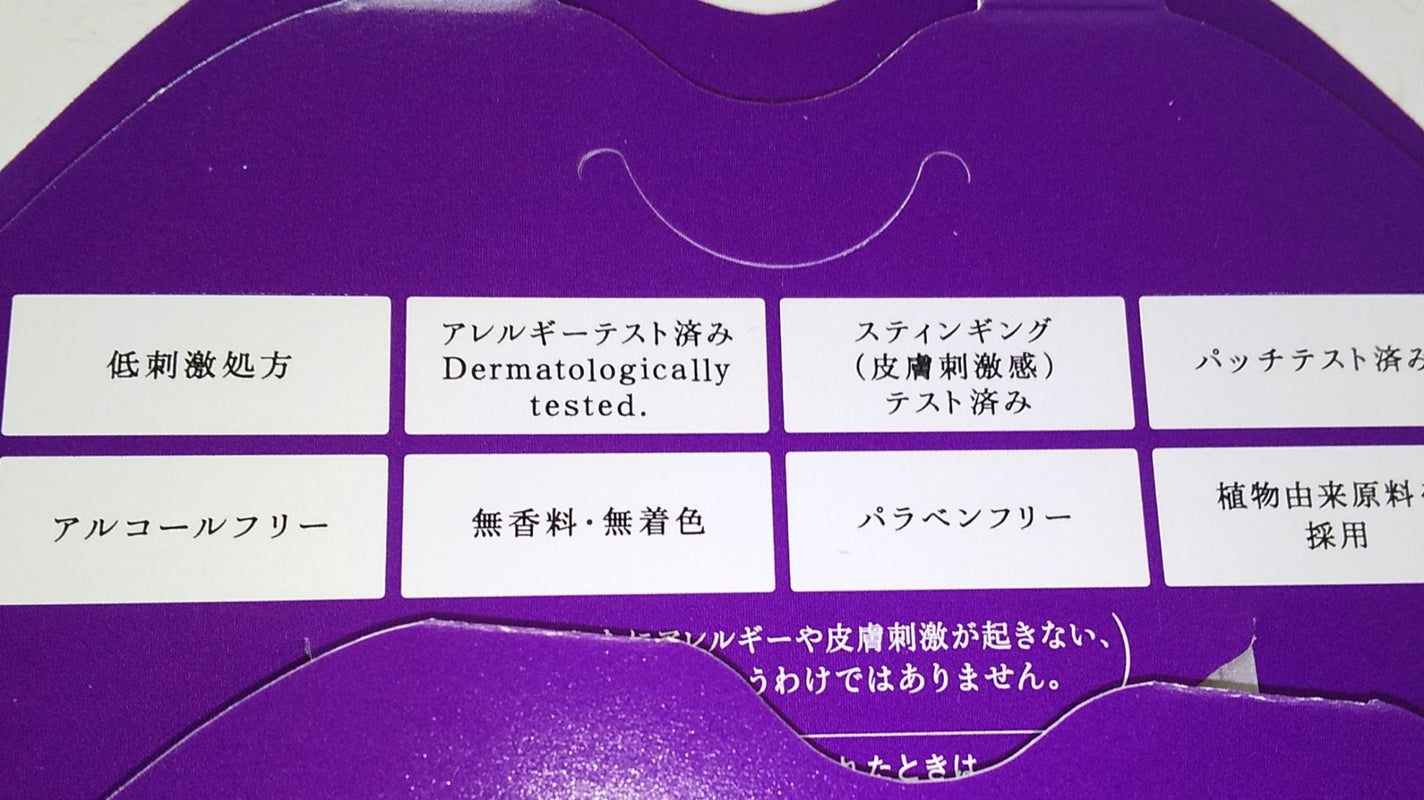 低刺激処方
アレルギーテスト済み
Dermatologically
tested.
スティンギング
(皮膚刺激感)
テスト済み
パッチテスト済み
アルコールフリー
無香料・無着色
パラベンフリー
植物由来原料
採用
アレルギーや皮膚刺激が起きない、
うわけではありません。)
れたときは